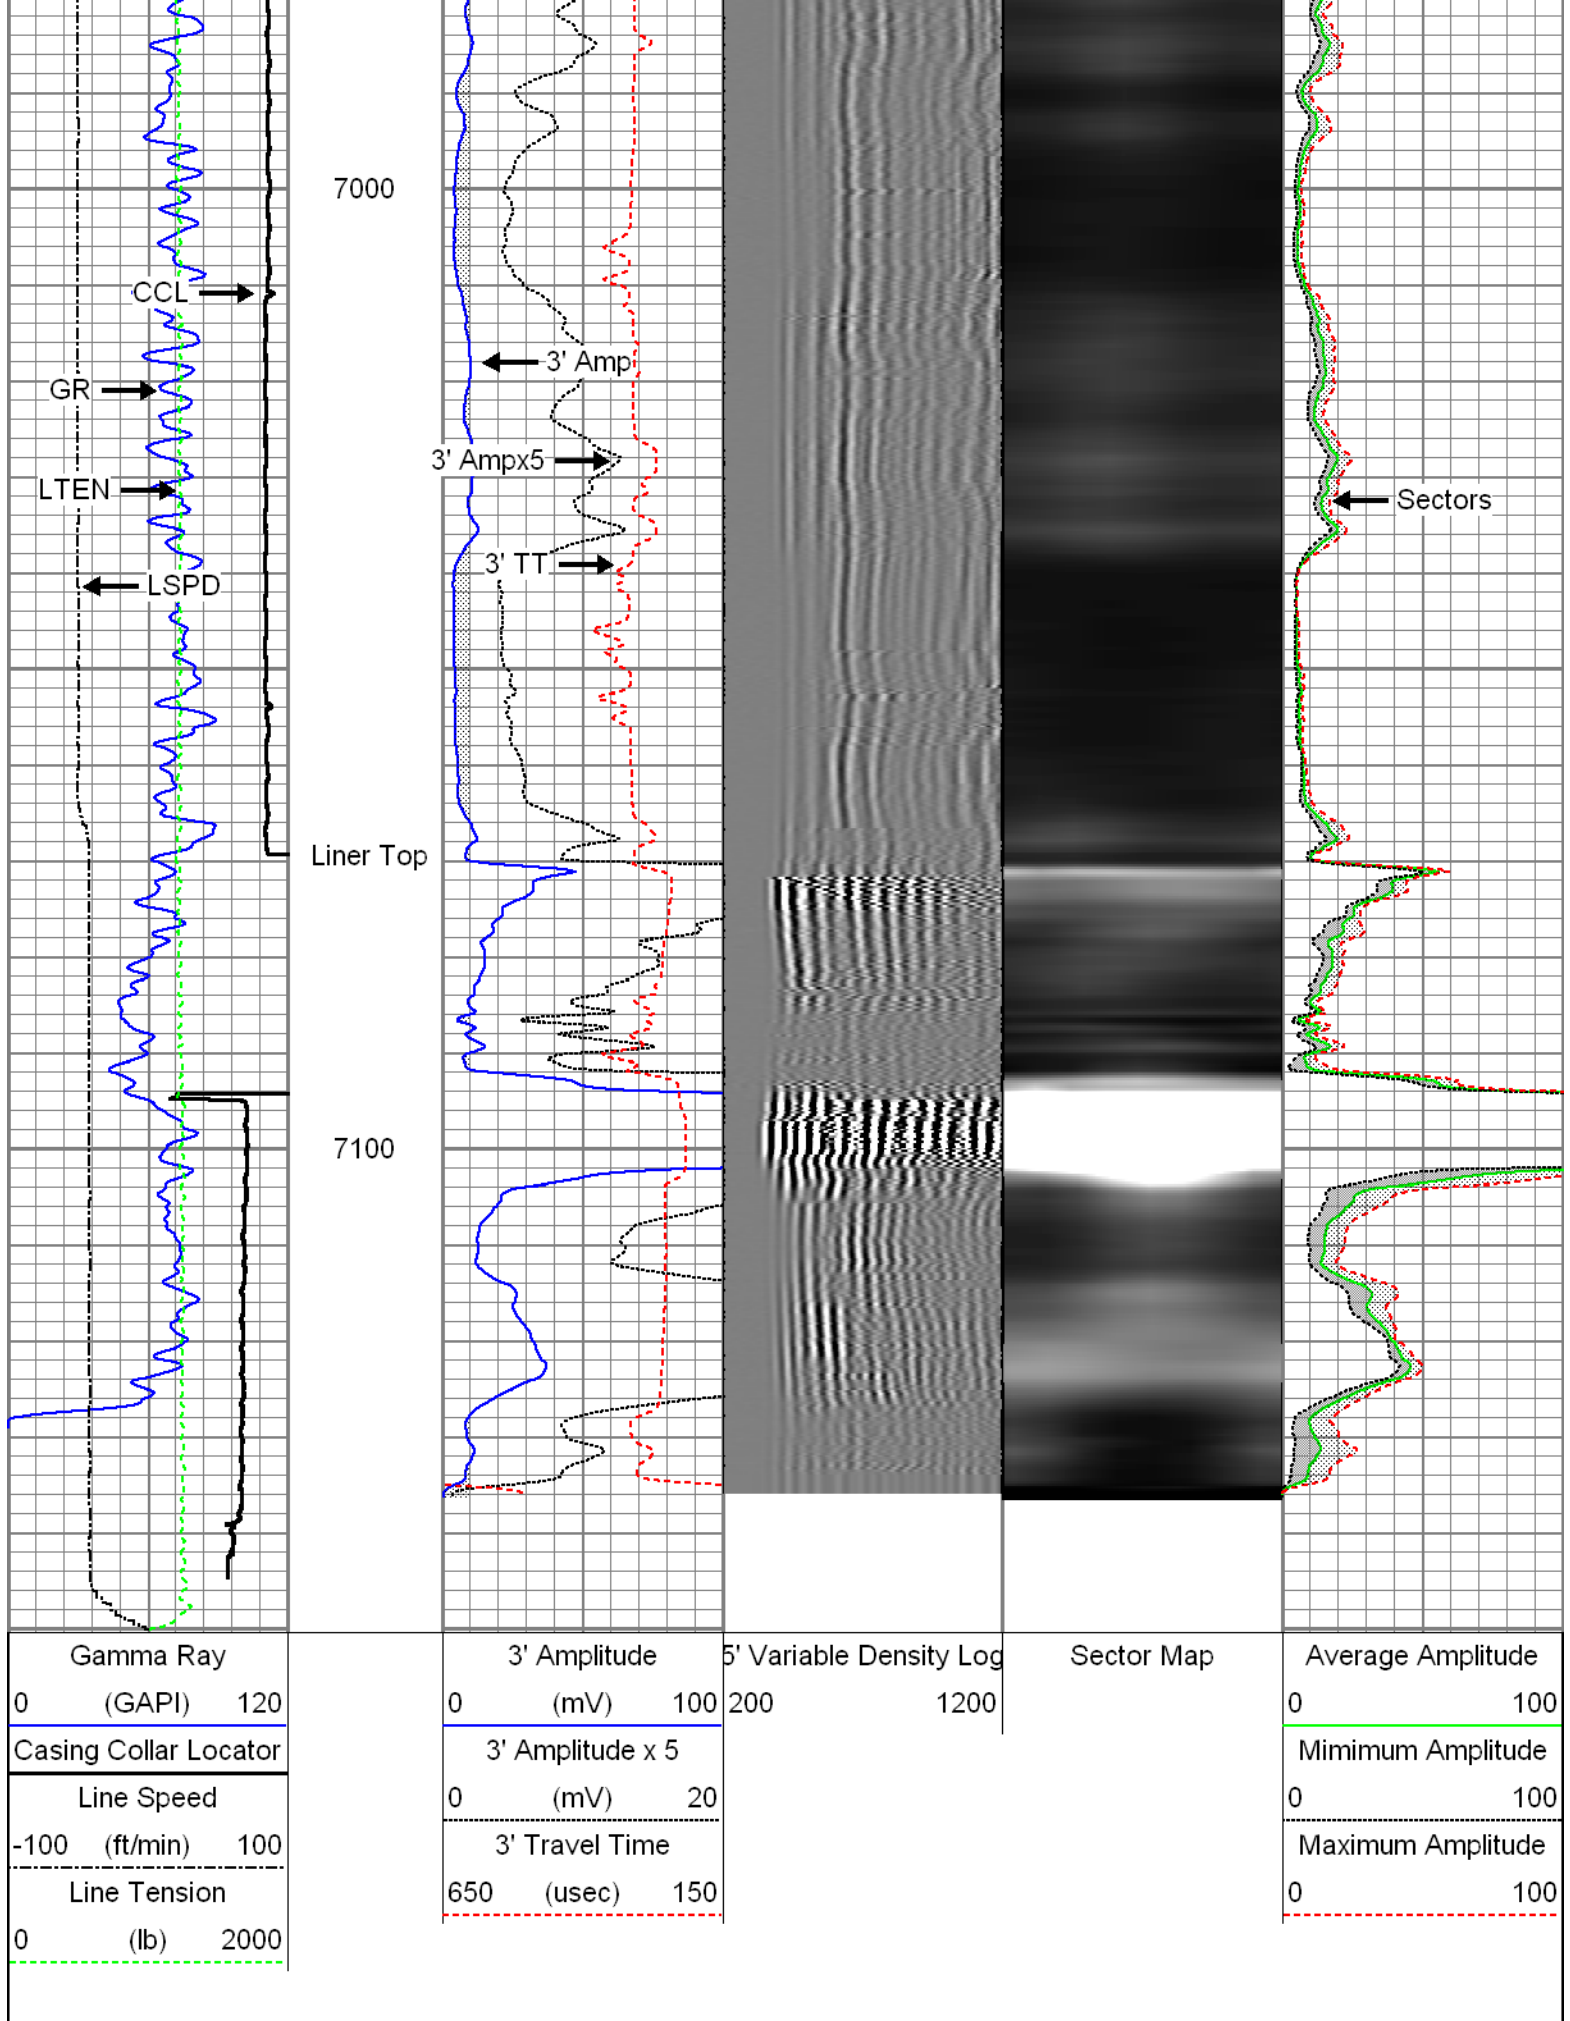 7000
CCL
3' Amp
GR
3' Ampx5
LTEN
Sectors
3' TT
LSPD
Liner Top
7100
Gamma Ray
0 (GAPI) 120
Casing Collar Locator
Line Speed
-100 (ft/min) 100
Line Tension
0 (lb) 2000
3' Amplitude
0 (mV) 100
3' Amplitude x 5
0 (mV) 20
3' Travel Time
650 (usec) 150
5' Variable Density Log
200 1200
Sector Map
Average Amplitude
0 100
Mimimum Amplitude
0 100
Maximum Amplitude
0 100